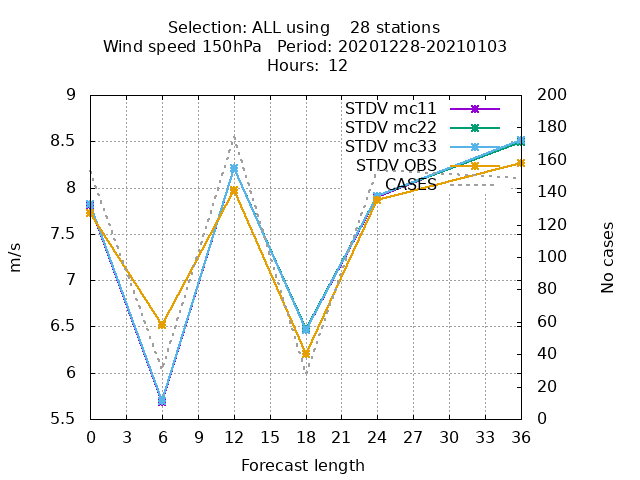 Selection: ALL using    28 stations
Wind speed 150hPa   Period: 20201228-20210103
Hours:  12
STDV mc11
STDV mc22
STDV mc33
STDV OBS
CASES
m/s
9
8.5
8
7.5
7
6.5
6
5.5
200
180
160
140
120
100
80
60
40
20
0
No cases
0 3 6 9 12 15 18 21 24 27 30 33 36
Forecast length